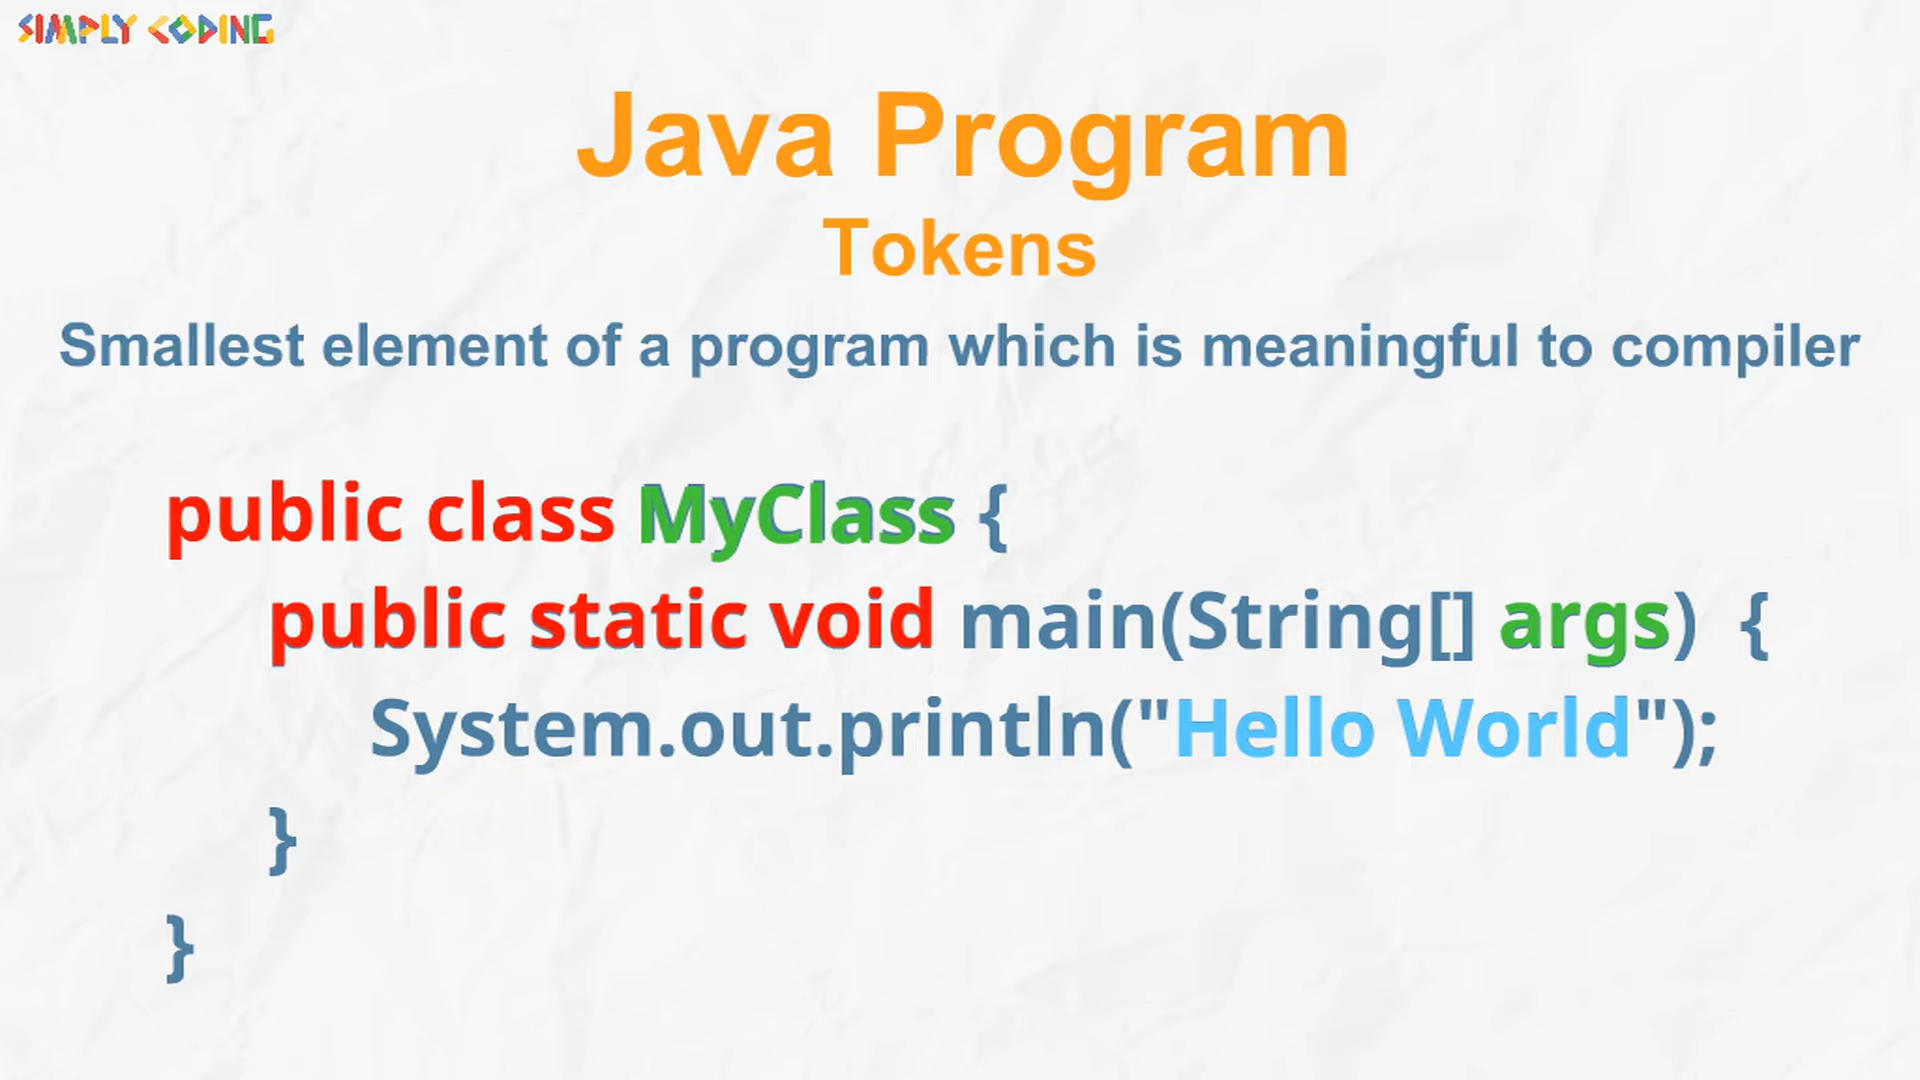 SIMPLY CODING
Java Program
Tokens
Smallest element of a program which is meaningful to compiler
public class MyClass {
public static void main(String[] args) {
System.out.println("Hello World");
}
}